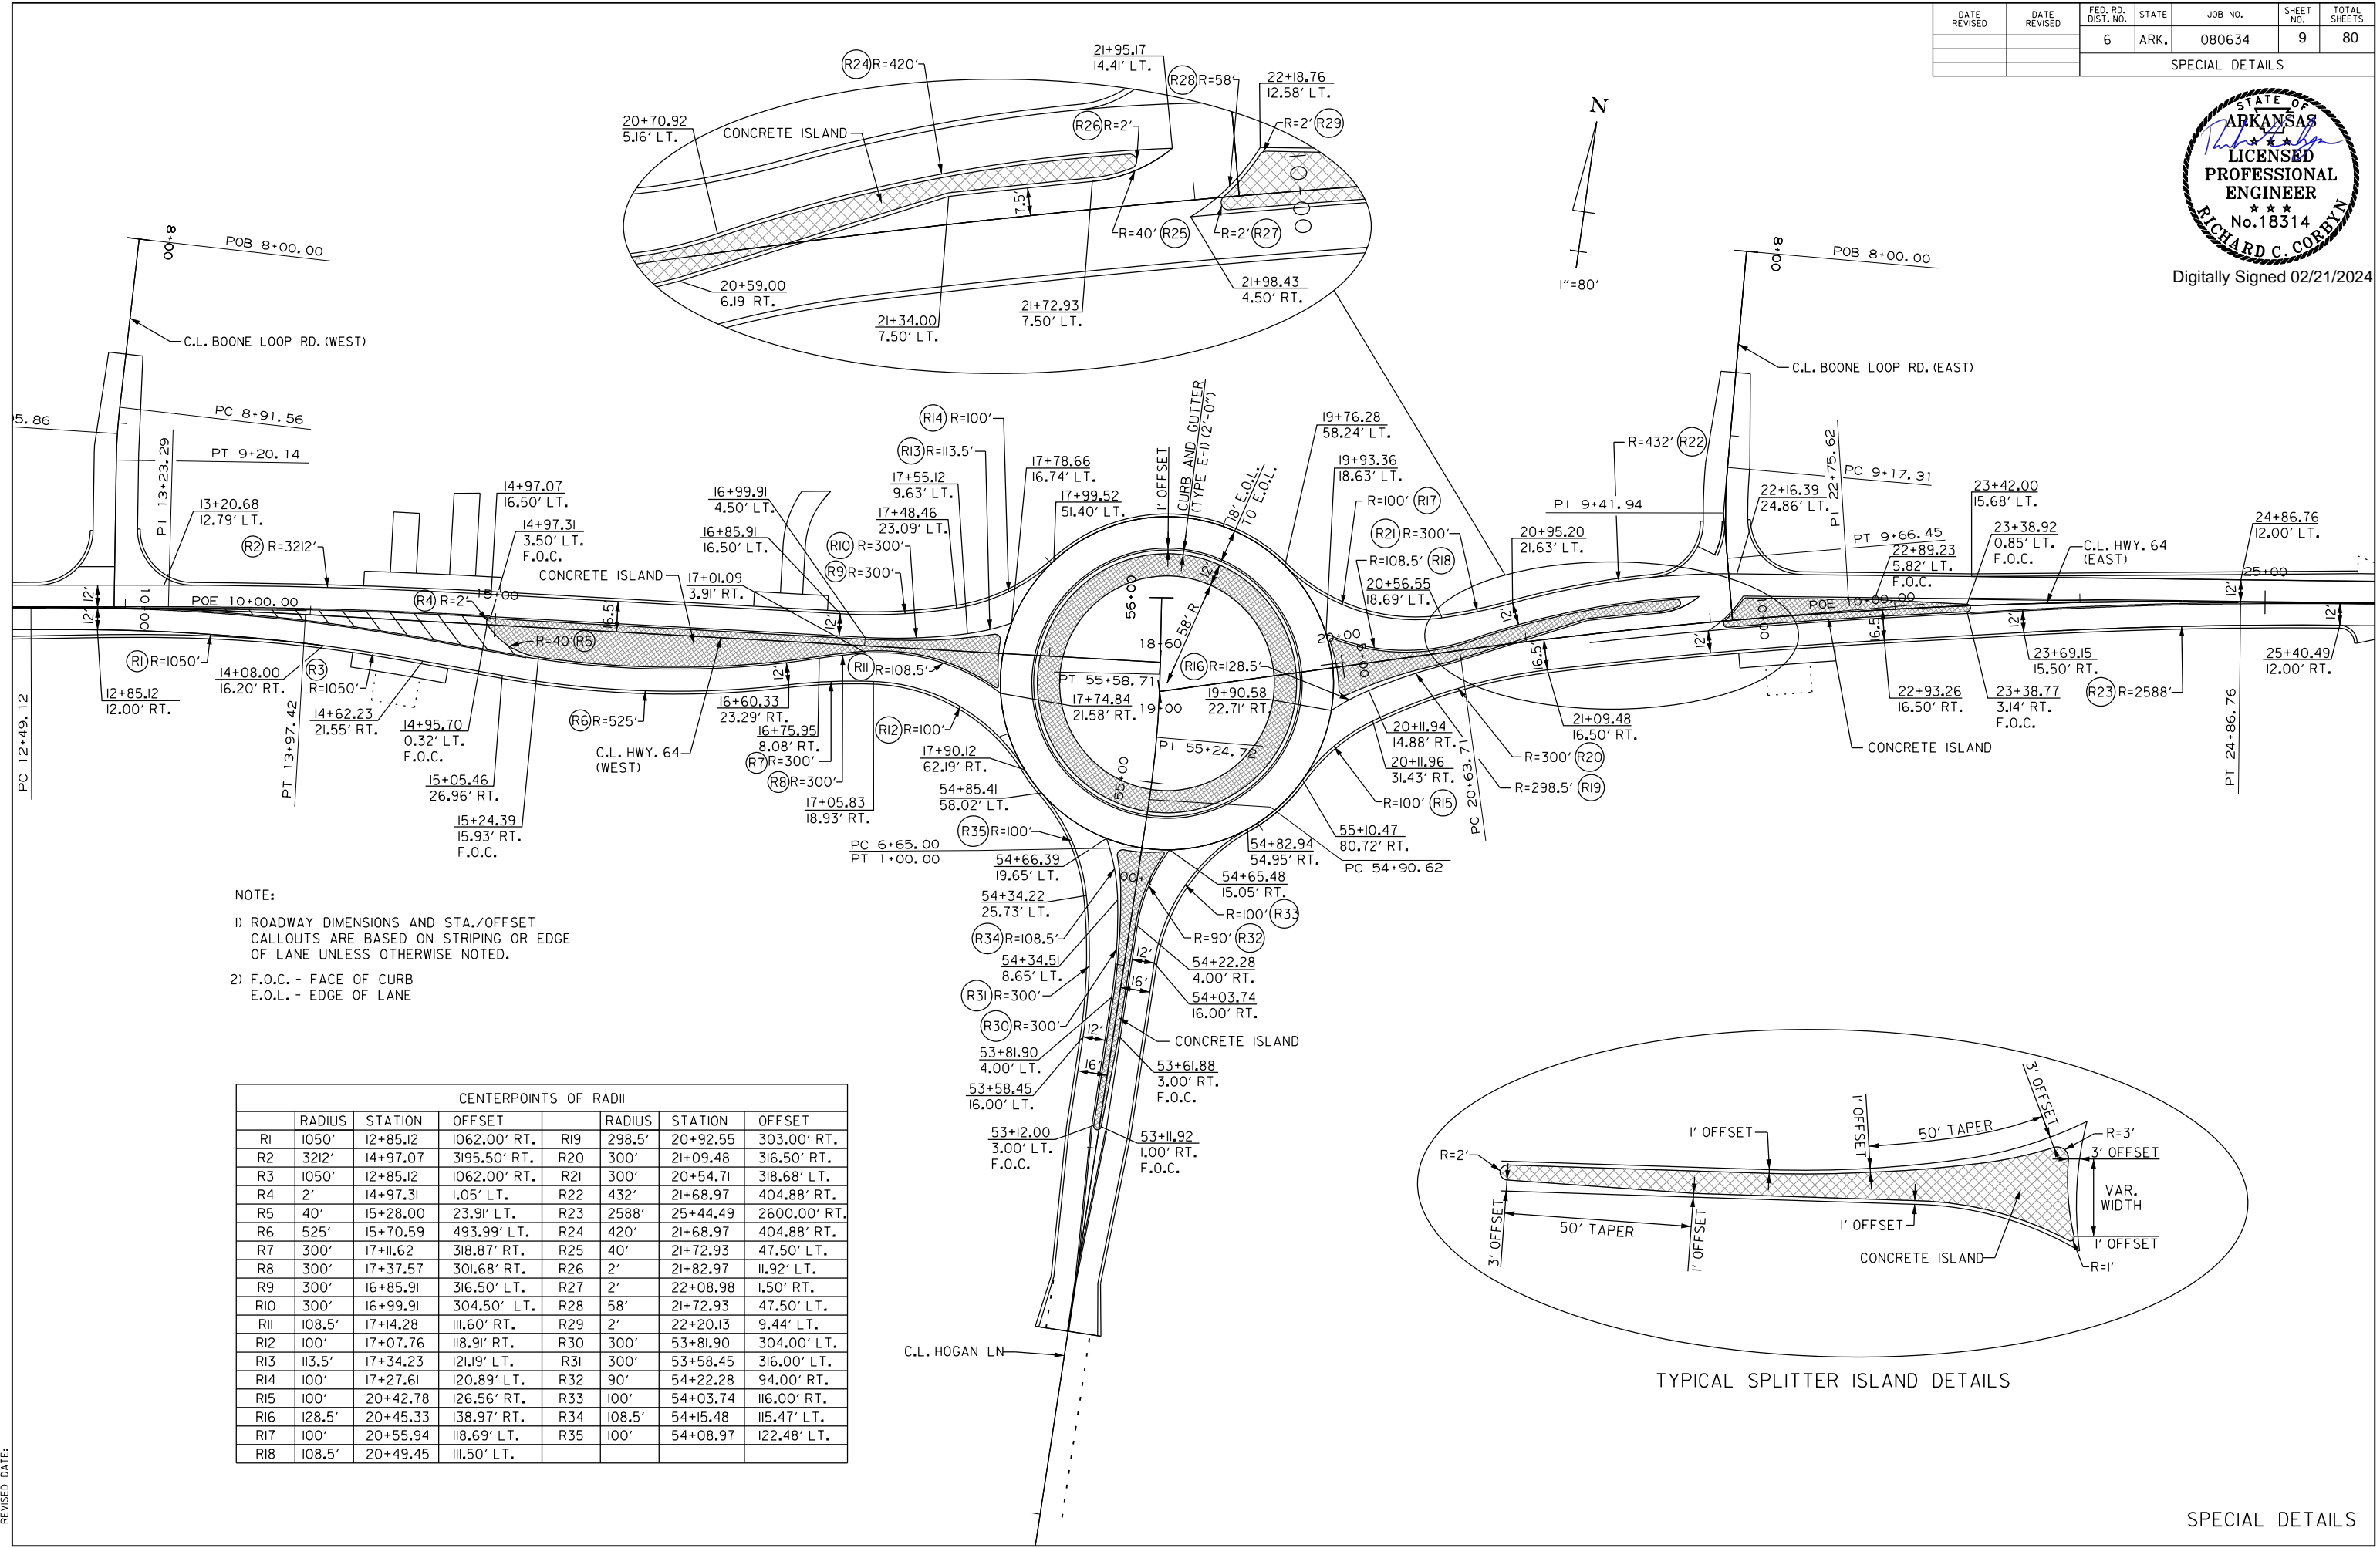 DATE REVISED
DATE REVISED
FED. RD. DIST. NO.
STATE
JOB NO.
SHEET NO.
TOTAL SHEETS
6 ARK. 080634 9 80
SPECIAL DETAILS
STATE OF
ARKANSAS
★ ★ ★
LICENSED
PROFESSIONAL
ENGINEER
★ ★ ★
No. 18314
RICHARD C. CORBYN
Digitally Signed 02/21/2024
N
1"=80'
R24 R=420'
21+95.17
14.41' LT.
R28 R=58'
22+18.76
12.58' LT.
20+70.92
5.16' LT.
CONCRETE ISLAND
R26 R=2'
R=2' R29
7.5'
R=40' R25
R=2' R27
10+00
20+59.00
6.19 RT.
21+34.00
7.50' LT.
21+72.93
7.50' LT.
21+98.43
4.50' RT.
8+00
POB 8+00.00
C.L. BOONE LOOP RD. (WEST)
5.86
PC 8+91.56
PT 9+20.14
PI 13+23.29
13+20.68
12.79' LT.
R2 R=3212'
14+97.07
16.50' LT.
14+97.31
3.50' LT.
F.O.C.
CONCRETE ISLAND
16+99.91
4.50' LT.
16+85.91
16.50' LT.
17+01.09
3.91' RT.
R14 R=100'
R13 R=113.5'
17+55.12
9.63' LT.
17+48.46
23.09' LT.
R10 R=300'
R9 R=300'
17+78.66
16.74' LT.
17+99.52
51.40' LT.
1' OFFSET
CURB AND GUTTER
(TYPE E-1) (2'-0")
18' E.O.L.
TO E.O.L.
19+76.28
58.24' LT.
19+93.36
18.63' LT.
R=100' R17
R21 R=300'
R=108.5' R18
20+56.55
18.69' LT.
20+95.20
21.63' LT.
8+00
POB 8+00.00
C.L. BOONE LOOP RD. (EAST)
R=432' R22
PI 22+75.62
PC 9+17.31
PI 9+41.94
22+16.39
24.86' LT.
PT 9+66.45
22+89.23
5.82' LT.
F.O.C.
23+42.00
15.68' LT.
23+38.92
0.85' LT.
F.O.C.
C.L. HWY. 64
(EAST)
24+86.76
12.00' LT.
25+00
12'
12'
10+00
POE 10+00.00
R4 R=2'
15+00
16.5'
12'
R=40' R5
12'
56+00
58' R
18+60
PT 55+58.71
19+00
PI 55+24.72
55+00
R16 R=128.5'
20+00
50+00
12'
16.5'
12'
10+00
POE 10+00.00
16.5'
12'
12'
12'
R1 R=1050'
14+08.00
16.20' RT.
R3
R=1050'
12+85.12
12.00' RT.
PC 12+49.12
PT 13+97.42
14+62.23
21.55' RT.
14+95.70
0.32' LT.
F.O.C.
15+05.46
26.96' RT.
15+24.39
15.93' RT.
F.O.C.
R6 R=525'
C.L. HWY. 64
(WEST)
12'
16+60.33
23.29' RT.
16+75.95
8.08' RT.
R7 R=300'
R8 R=300'
17+05.83
18.93' RT.
R11 R=108.5'
R12 R=100'
17+74.84
21.58' RT.
17+90.12
62.19' RT.
54+85.41
58.02' LT.
R35 R=100'
PC 6+65.00
PT 1+00.00
54+66.39
19.65' LT.
54+34.22
25.73' LT.
R34 R=108.5'
54+34.51
8.65' LT.
R31 R=300'
R30 R=300'
53+81.90
4.00' LT.
53+58.45
16.00' LT.
53+12.00
3.00' LT.
F.O.C.
19+90.58
22.71' RT.
20+11.94
14.88' RT.
20+11.96
31.43' RT.
PC 20+63.71
R=100' R15
21+09.48
16.50' RT.
R=300' R20
R=298.5' R19
55+10.47
80.72' RT.
PC 54+90.62
54+82.94
54.95' RT.
54+65.48
15.05' RT.
R=100' R33
R=90' R32
54+22.28
4.00' RT.
54+03.74
16.00' RT.
CONCRETE ISLAND
53+61.88
3.00' RT.
F.O.C.
53+11.92
1.00' RT.
F.O.C.
12'
16'
12'
16'
C.L. HOGAN LN
22+93.26
16.50' RT.
CONCRETE ISLAND
23+69.15
15.50' RT.
23+38.77
3.14' RT.
F.O.C.
R23 R=2588'
25+40.49
12.00' RT.
PT 24+86.76
NOTE:
1) ROADWAY DIMENSIONS AND STA./OFFSET
CALLOUTS ARE BASED ON STRIPING OR EDGE
OF LANE UNLESS OTHERWISE NOTED.
2) F.O.C. - FACE OF CURB
E.O.L. - EDGE OF LANE
CENTERPOINTS OF RADII
RADIUS STATION OFFSET RADIUS STATION OFFSET
R1 1050' 12+85.12 1062.00' RT. R19 298.5' 20+92.55 303.00' RT.
R2 3212' 14+97.07 3195.50' RT. R20 300' 21+09.48 316.50' RT.
R3 1050' 12+85.12 1062.00' RT. R21 300' 20+54.71 318.68' LT.
R4 2' 14+97.31 1.05' LT. R22 432' 21+68.97 404.88' RT.
R5 40' 15+28.00 23.91' LT. R23 2588' 25+44.49 2600.00' RT.
R6 525' 15+70.59 493.99' LT. R24 420' 21+68.97 404.88' RT.
R7 300' 17+11.62 318.87' RT. R25 40' 21+72.93 47.50' LT.
R8 300' 17+37.57 301.68' RT. R26 2' 21+82.97 11.92' LT.
R9 300' 16+85.91 316.50' LT. R27 2' 22+08.98 1.50' RT.
R10 300' 16+99.91 304.50' LT. R28 58' 21+72.93 47.50' LT.
R11 108.5' 17+14.28 111.60' RT. R29 2' 22+20.13 9.44' LT.
R12 100' 17+07.76 118.91' RT. R30 300' 53+81.90 304.00' LT.
R13 113.5' 17+34.23 121.19' LT. R31 300' 53+58.45 316.00' LT.
R14 100' 17+27.61 120.89' LT. R32 90' 54+22.28 94.00' RT.
R15 100' 20+42.78 126.56' RT. R33 100' 54+03.74 116.00' RT.
R16 128.5' 20+45.33 138.97' RT. R34 108.5' 54+15.48 115.47' LT.
R17 100' 20+55.94 118.69' LT. R35 100' 54+08.97 122.48' LT.
R18 108.5' 20+49.45 111.50' LT.
R=2'
3' OFFSET
50' TAPER
1' OFFSET
1' OFFSET
1' OFFSET
50' TAPER
3' OFFSET
R=3'
3' OFFSET
VAR.
WIDTH
1' OFFSET
1' OFFSET
CONCRETE ISLAND
R=1'
TYPICAL SPLITTER ISLAND DETAILS
REVISED DATE:
SPECIAL DETAILS